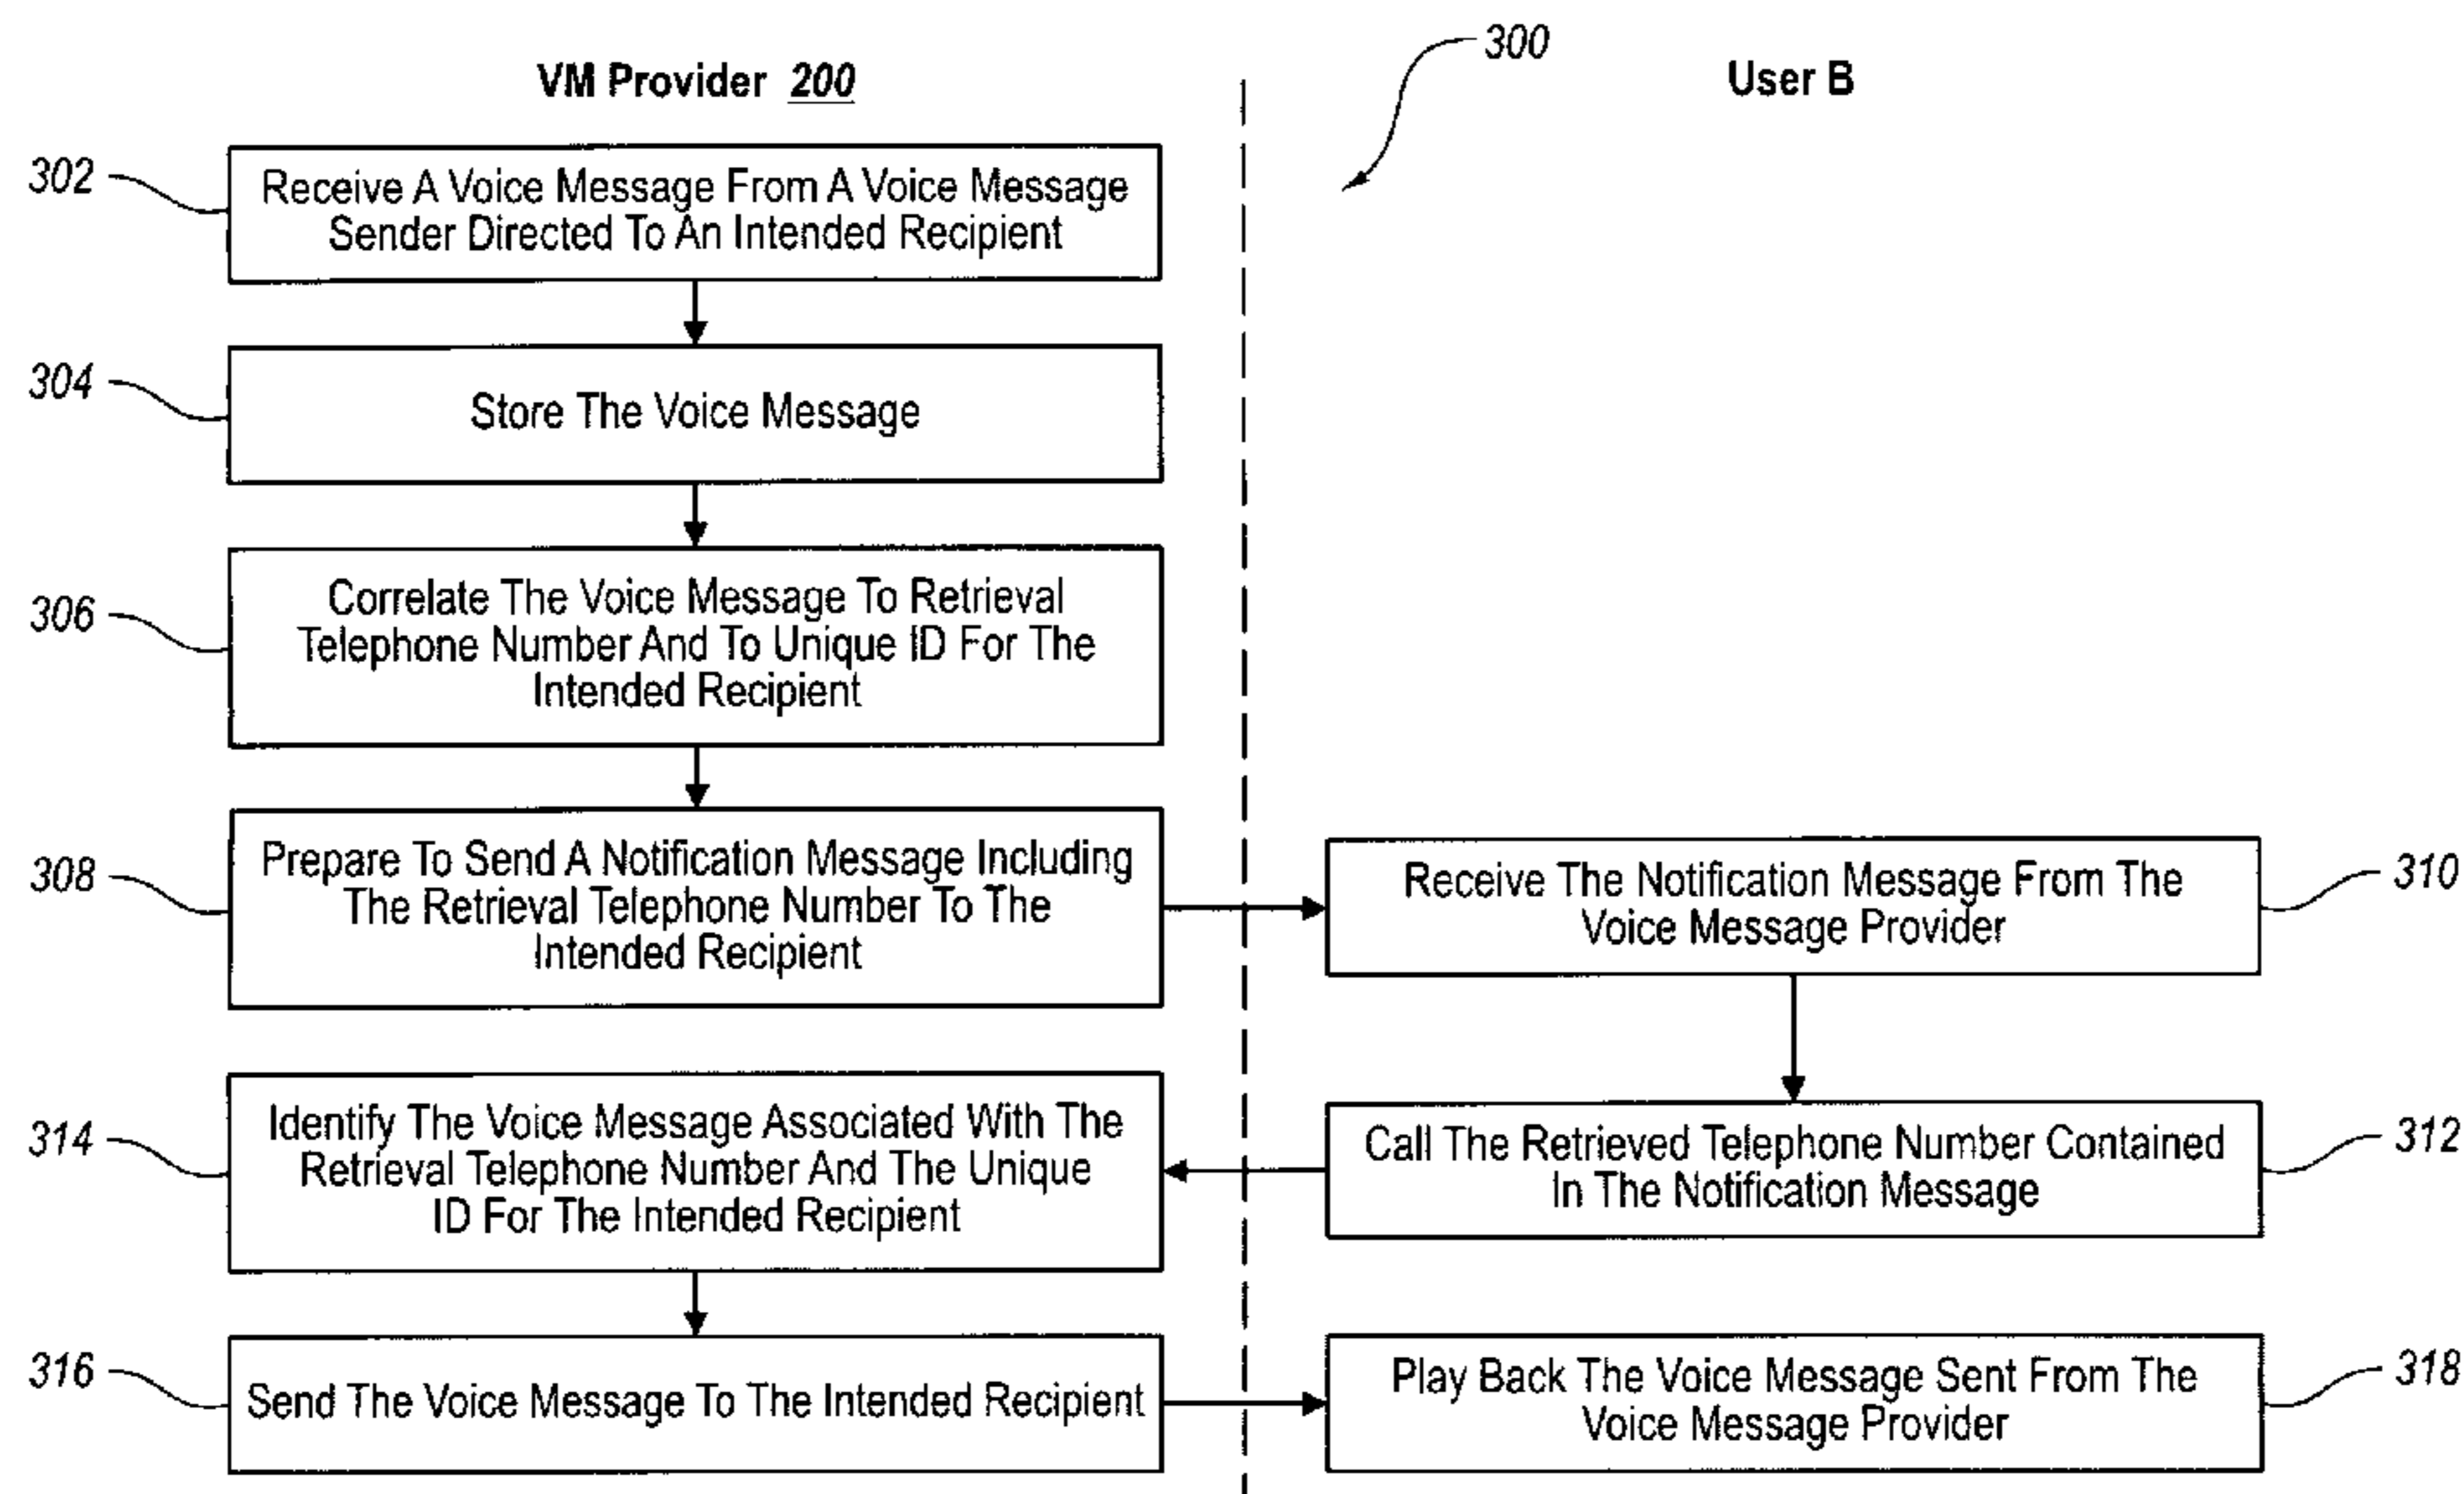 300
VM Provider 200
User B
302
Receive A Voice Message From A Voice Message
Sender Directed To An Intended Recipient
304
Store The Voice Message
306
Correlate The Voice Message To Retrieval
Telephone Number And To Unique ID For The
Intended Recipient
308
Prepare To Send A Notification Message Including
The Retrieval Telephone Number To The
Intended Recipient
Receive The Notification Message From The
Voice Message Provider
310
Call The Retrieved Telephone Number Contained
In The Notification Message
312
314
Identify The Voice Message Associated With The
Retrieval Telephone Number And The Unique
ID For The Intended Recipient
316
Send The Voice Message To The Intended Recipient
Play Back The Voice Message Sent From The
Voice Message Provider
318